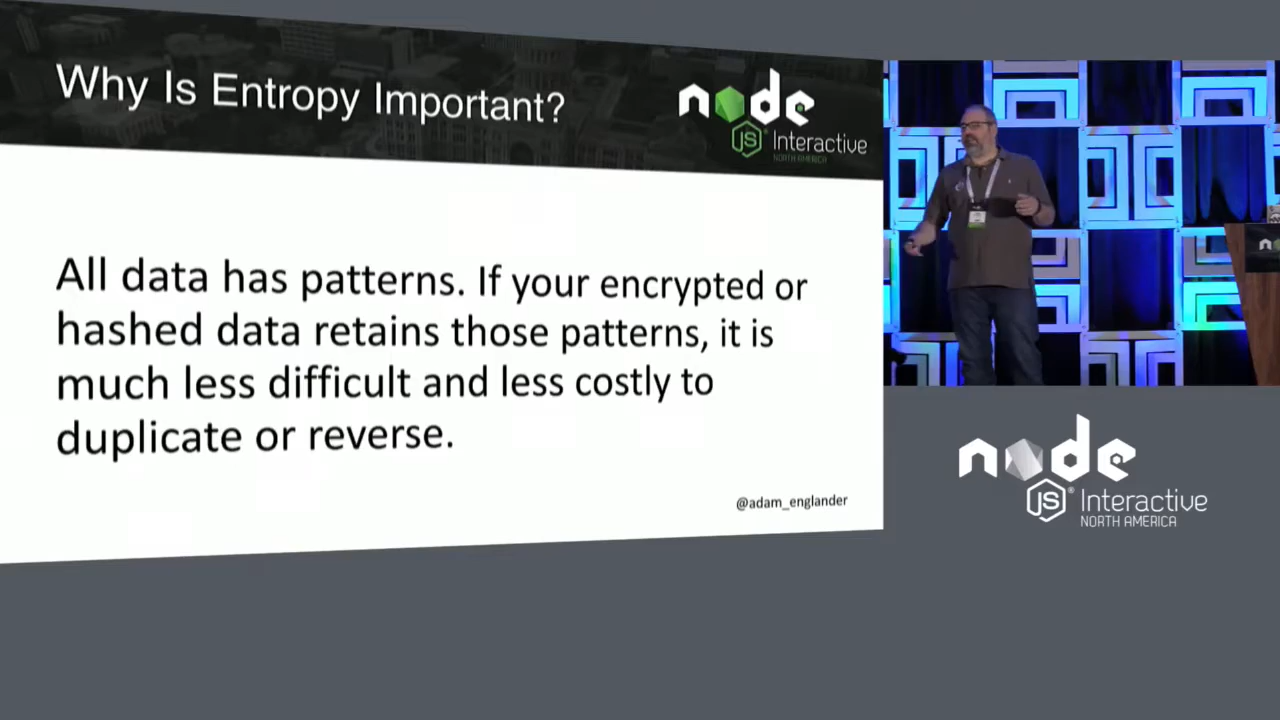 Why Is Entropy Important?
node
JS
Interactive
NORTH AMERICA
All data has patterns. If your encrypted or
hashed data retains those patterns, it is
much less difficult and less costly to
duplicate or reverse.
@adam_englander
node
JS
Interactive
NORTH AMERICA